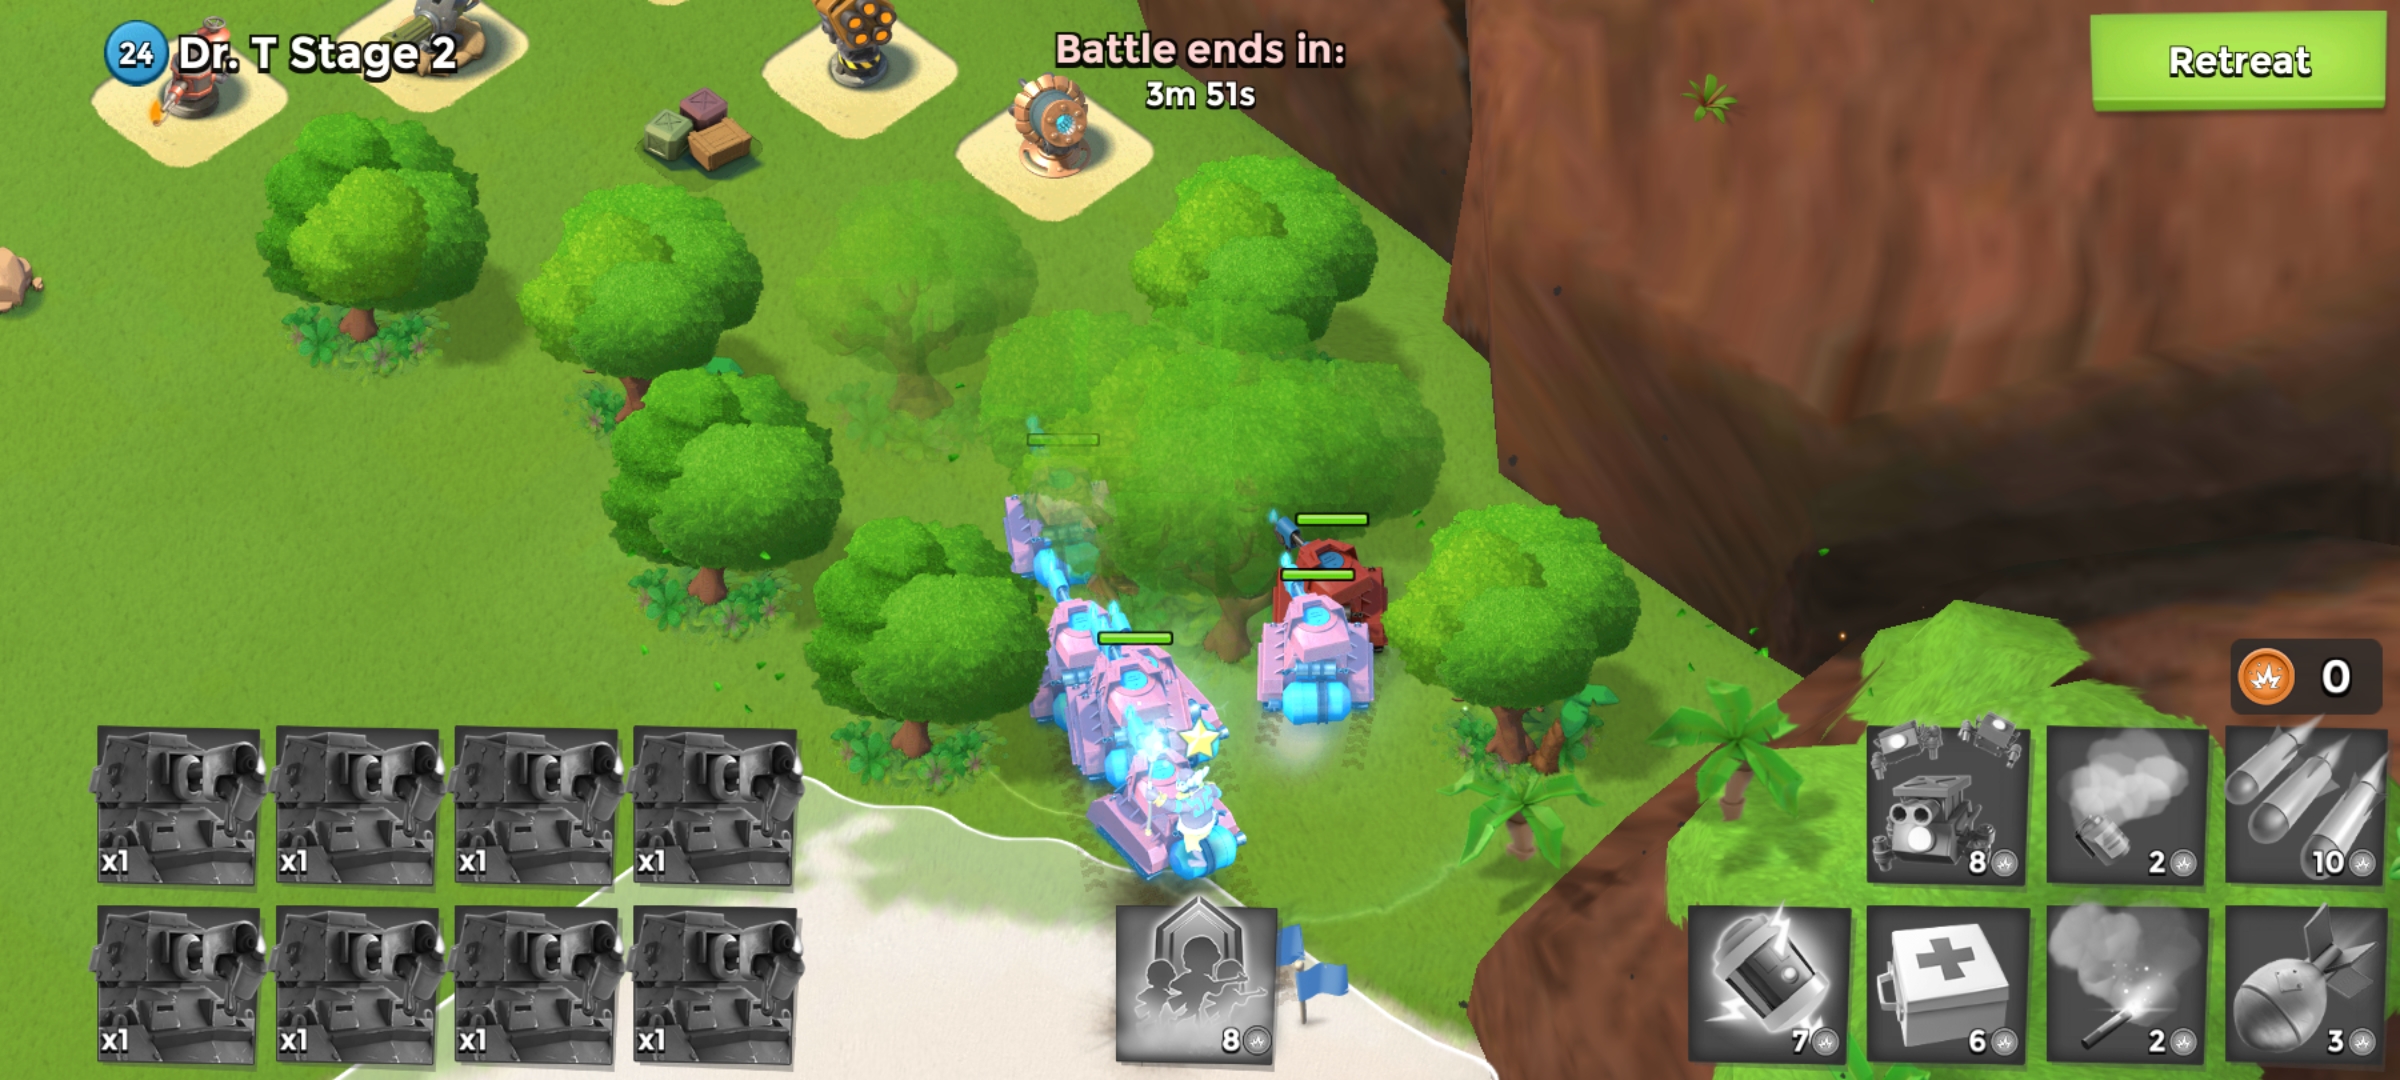 24 Dr. T Stage 2
Battle ends in:
3m 51s
Retreat
0
8 2 10
x1 x1 x1 x1
x1 x1 x1 x1
8 7 6 2 3